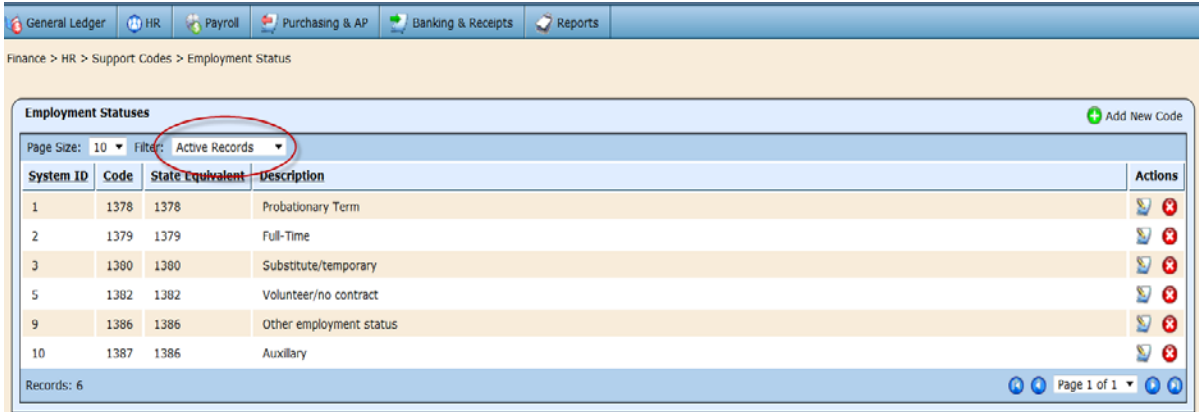 General Ledger HR Payroll Purchasing & AP Banking & Receipts Reports
Finance > HR > Support Codes > Employment Status
Employment Statuses Add New Code
Page Size: 10 Filter: Active Records
System ID Code State Equivalent Description Actions
1 1378 1378 Probationary Term
2 1379 1379 Full-Time
3 1380 1380 Substitute/temporary
5 1382 1382 Volunteer/no contract
9 1386 1386 Other employment status
10 1387 1386 Auxillary
Records: 6 Page 1 of 1